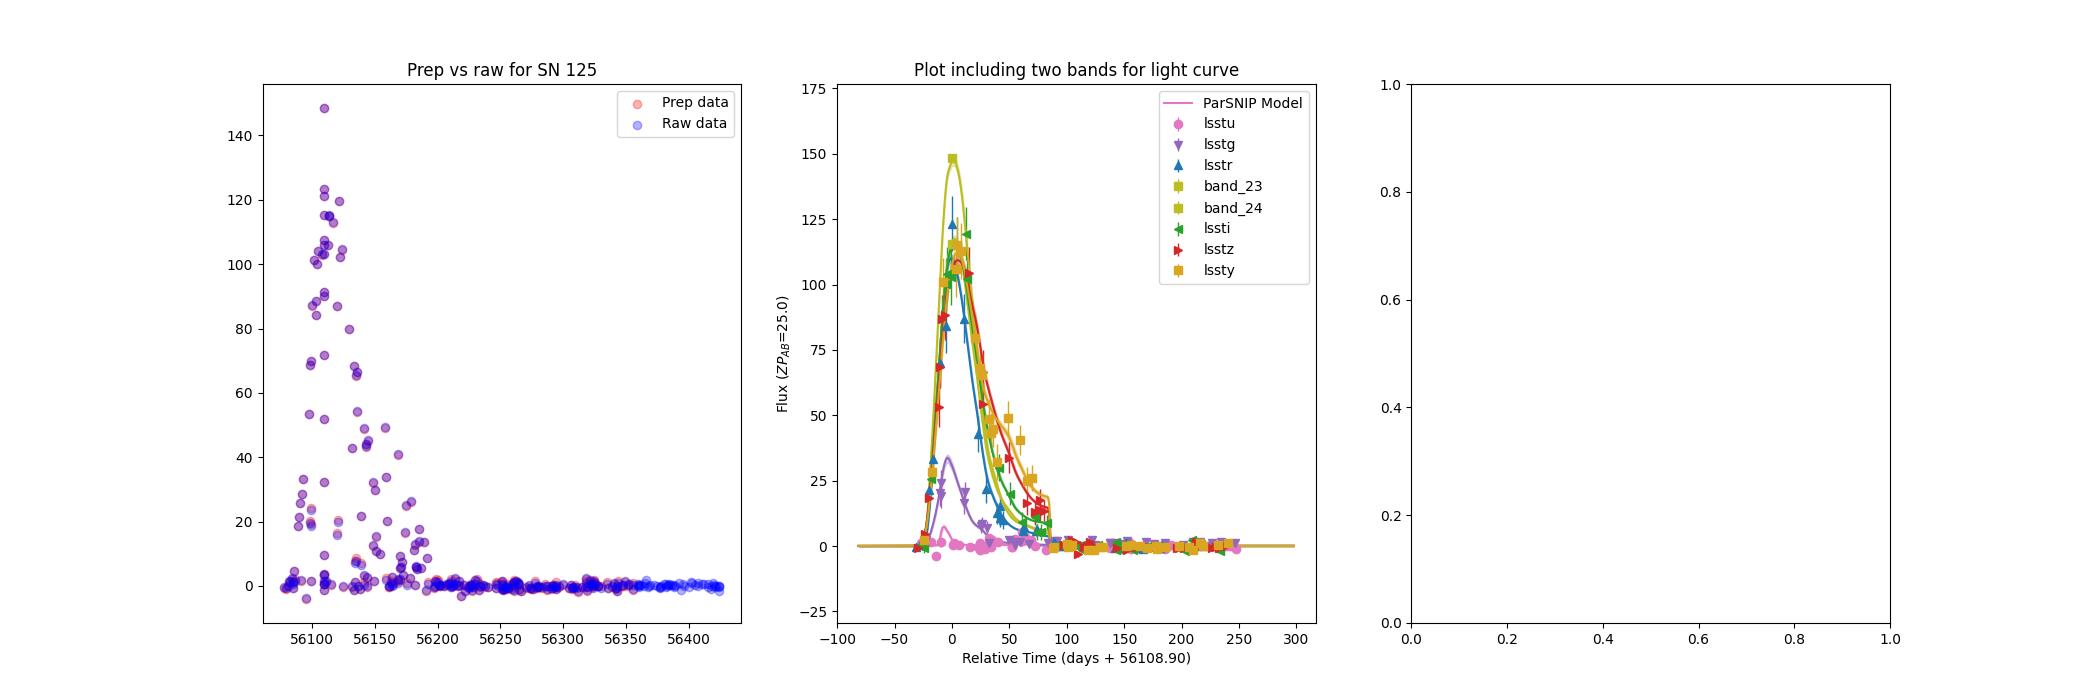 Prep vs raw for SN 125
Prep data
Raw data
140
120
100
80
60
40
20
0
56100 56150 56200 56250 56300 56350 56400
Plot including two bands for light curve
ParSNIP Model
lsstu
lsstg
lsstr
band_23
band_24
lssti
lsstz
lssty
Flux (ZP_AB=25.0)
175
150
125
100
75
50
25
0
−25
−100 −50 0 50 100 150 200 250 300
Relative Time (days + 56108.90)
1.0
0.8
0.6
0.4
0.2
0.0
0.0 0.2 0.4 0.6 0.8 1.0